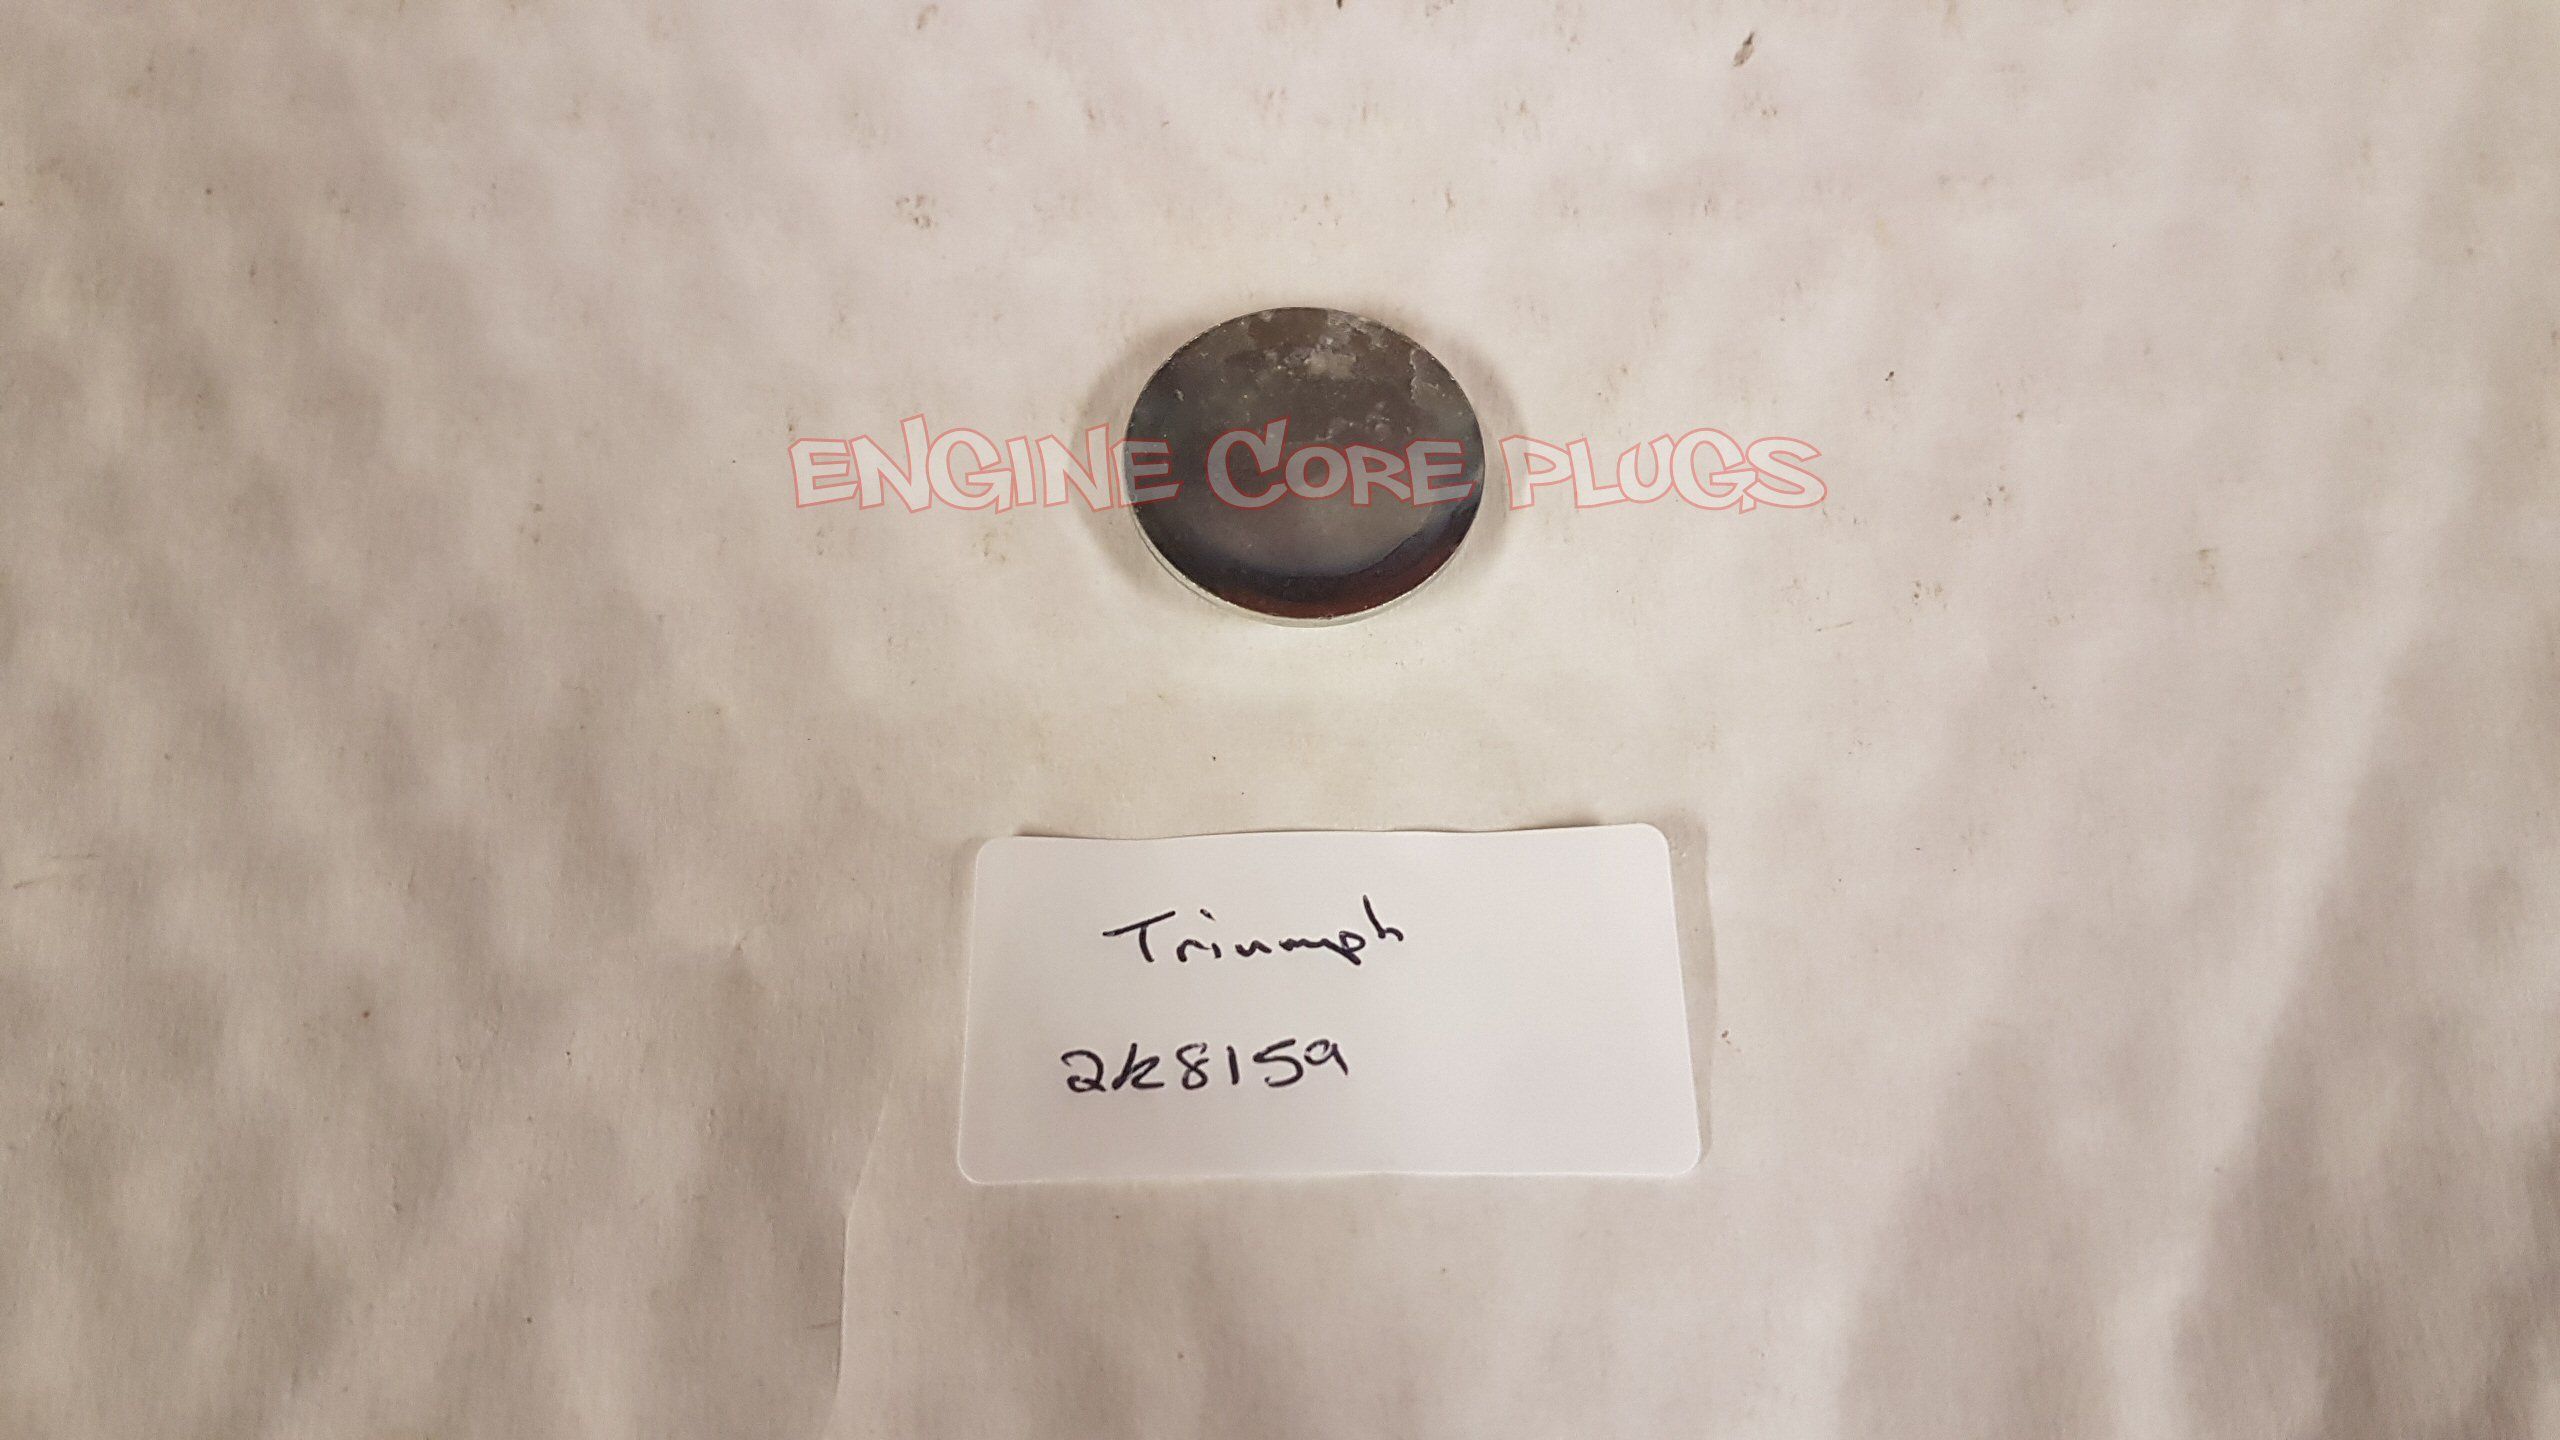 ENGINE CORE PLUGS
Triumph
2K8159